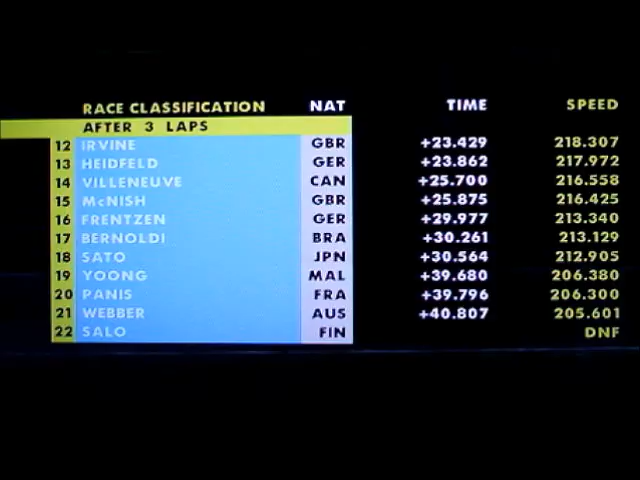 RACE CLASSIFICATION NAT TIME SPEED
AFTER 3 LAPS
12 IRVINE GBR +23.429 218.307
13 HEIDFELD GER +23.862 217.972
14 VILLENEUVE CAN +25.700 216.558
15 McNISH GBR +25.875 216.425
16 FRENTZEN GER +29.977 213.340
17 BERNOLDI BRA +30.261 213.129
18 SATO JPN +30.564 212.905
19 YOONG MAL +39.680 206.380
20 PANIS FRA +39.796 206.300
21 WEBBER AUS +40.807 205.601
22 SALO FIN DNF